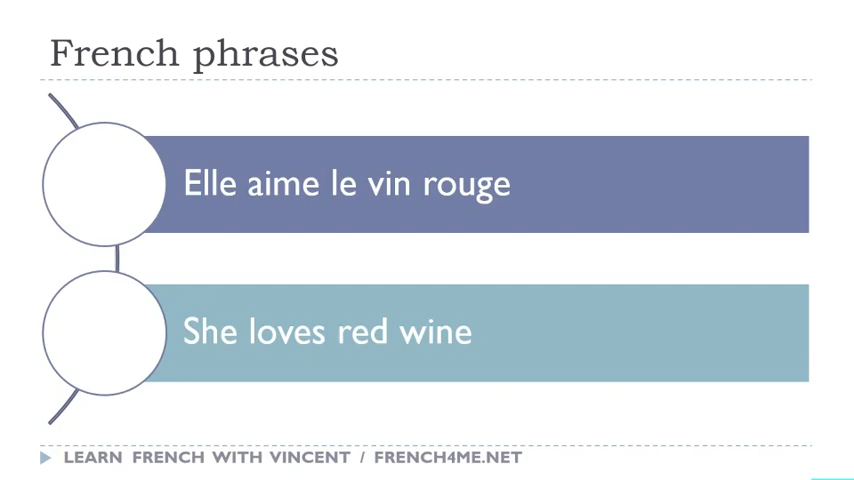 French phrases
Elle aime le vin rouge
She loves red wine
LEARN FRENCH WITH VINCENT / FRENCH4ME.NET